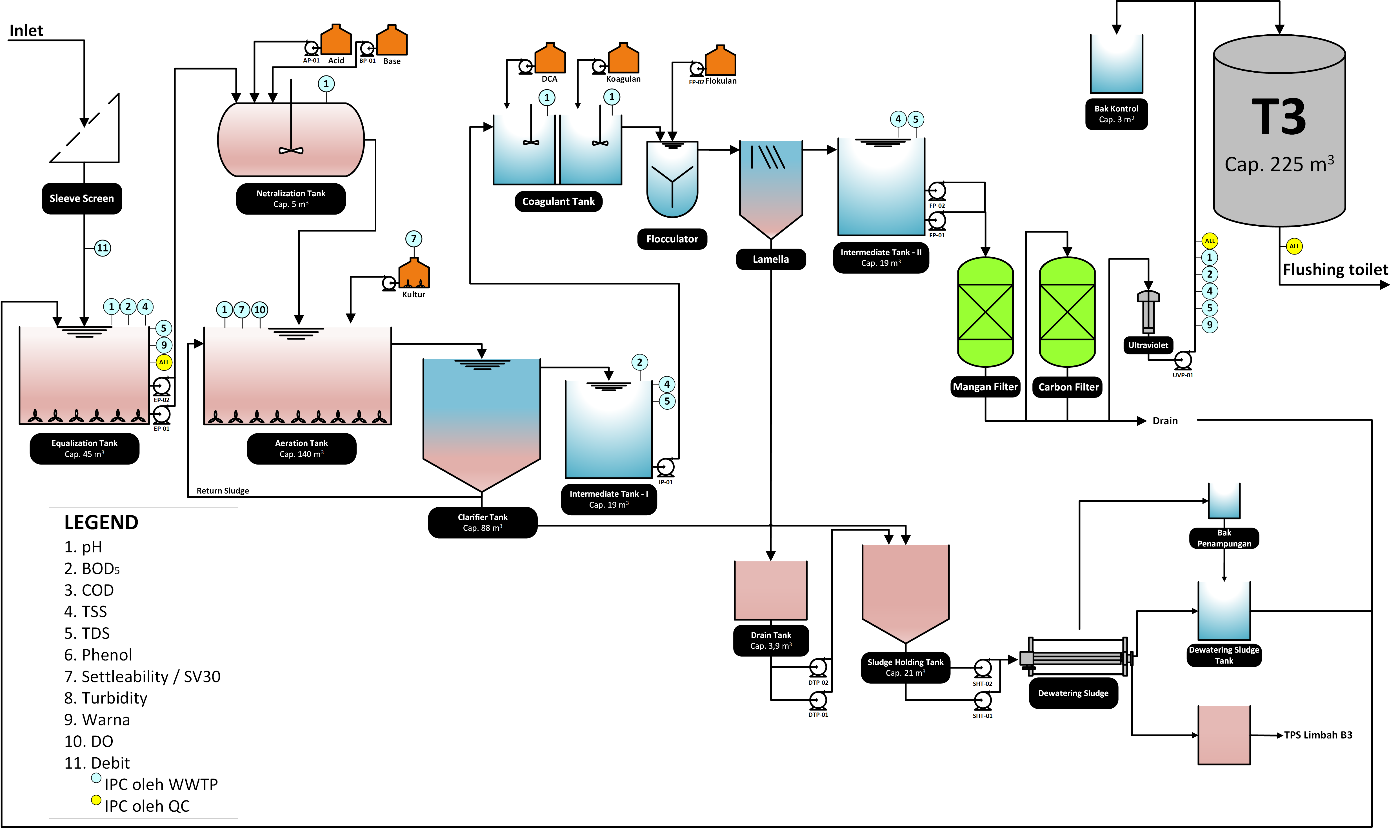 Inlet
Sleeve Screen
11
AP-01
Acid
BP-01
Base
1
Netralization Tank
Cap. 5 m³
7
Kultur
1
2
4
5
9
ALL
EP-02
EP-01
Equalization Tank
Cap. 45 m³
1
7
10
Aeration Tank
Cap. 140 m³
Return Sludge
Clarifier Tank
Cap. 88 m³
2
4
5
IP-01
Intermediate Tank - I
Cap. 19 m³
DCA
1
Koagulan
1
Coagulant Tank
FP-02
Flokulan
Flocculator
Lamella
4
5
FP-02
FP-01
Intermediate Tank - II
Cap. 19 m³
Mangan Filter
Carbon Filter
Ultraviolet
UVP-01
Drain
Bak Kontrol
Cap. 3 m³
T3
Cap. 225 m³
ALL
1
2
4
5
9
ALL
Flushing toilet
Drain Tank
Cap. 3,9 m³
DTP-02
DTP-01
Sludge Holding Tank
Cap. 21 m³
SHT-02
SHT-01
Dewatering Sludge
Bak
Penampungan
Dewatering Sludge
Tank
TPS Limbah B3
LEGEND
1. pH
2. BOD₅
3. COD
4. TSS
5. TDS
6. Phenol
7. Settleability / SV30
8. Turbidity
9. Warna
10. DO
11. Debit
IPC oleh WWTP
IPC oleh QC